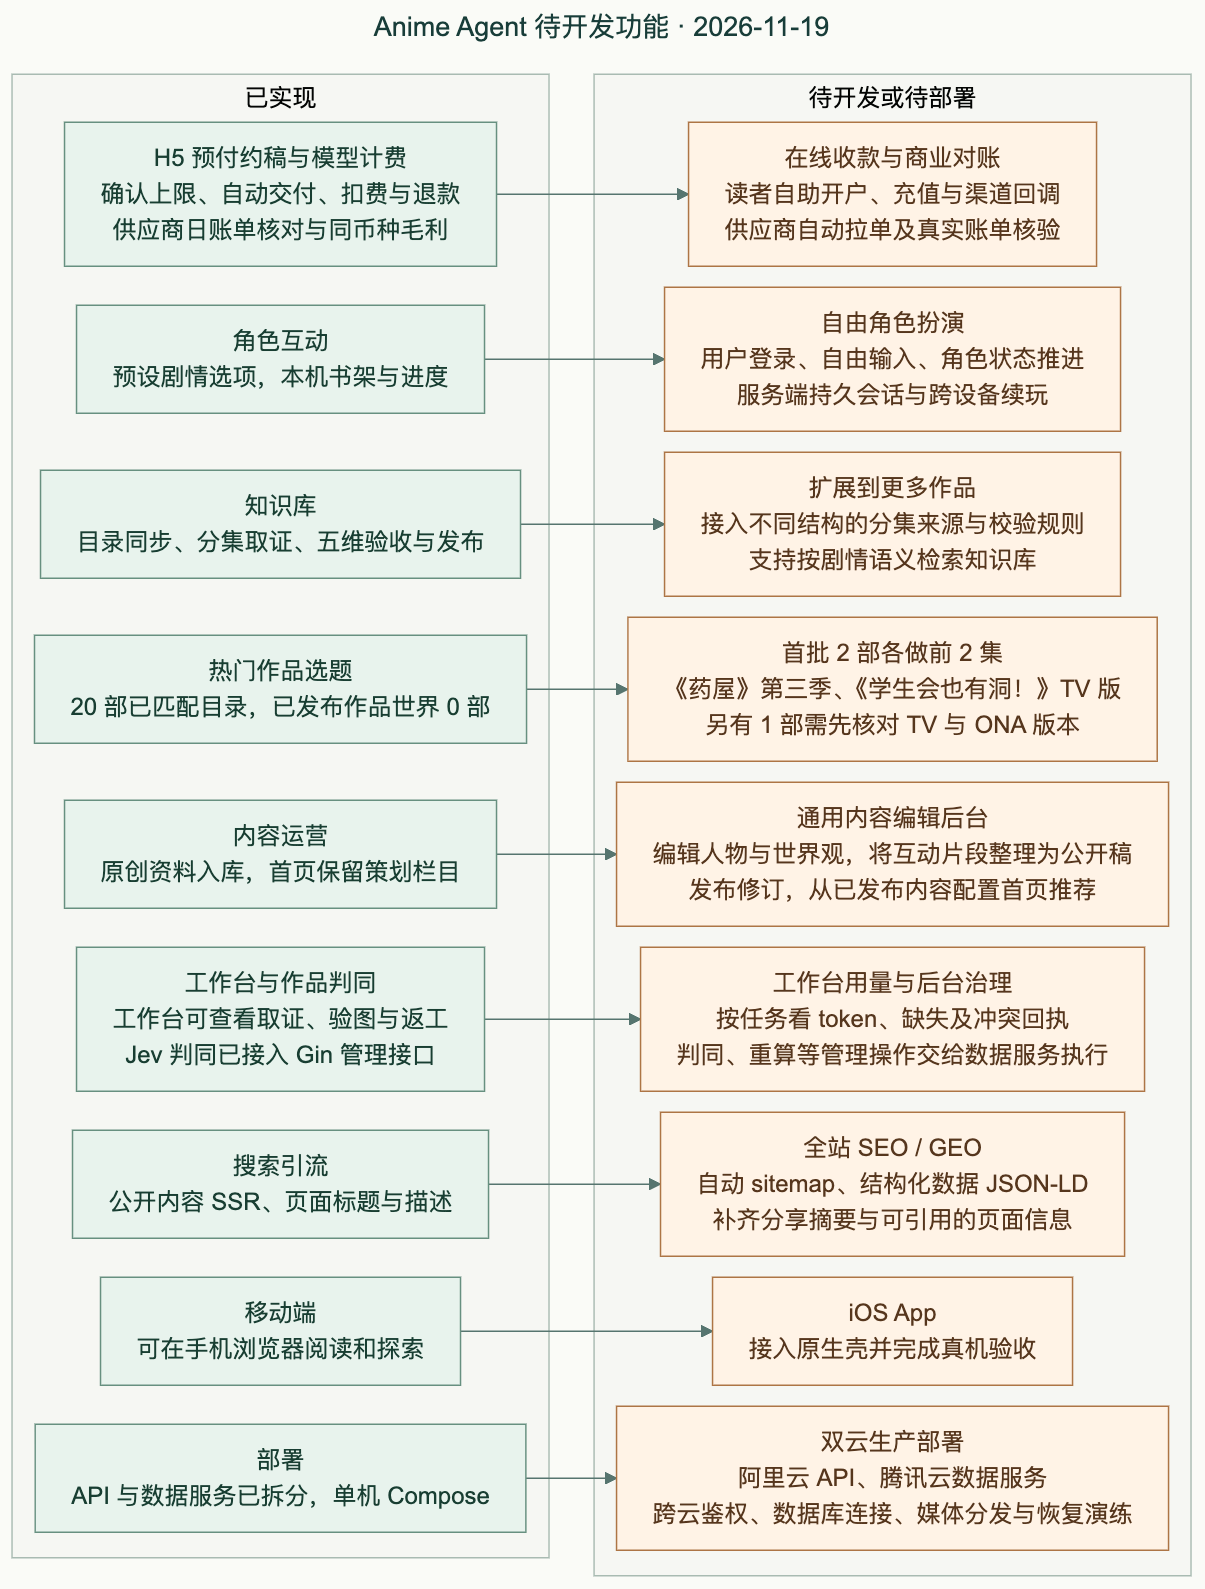 Anime Agent 待开发功能 · 2026-11-19
已实现
待开发或待部署
H5 预付约稿与模型计费
确认上限、自动交付、扣费与退款
供应商日账单核对与同币种毛利
在线收款与商业对账
读者自助开户、充值与渠道回调
供应商自动拉单及真实账单核验
角色互动
预设剧情选项，本机书架与进度
自由角色扮演
用户登录、自由输入、角色状态推进
服务端持久会话与跨设备续玩
知识库
目录同步、分集取证、五维验收与发布
扩展到更多作品
接入不同结构的分集来源与校验规则
支持按剧情语义检索知识库
热门作品选题
20 部已匹配目录，已发布作品世界 0 部
首批 2 部各做前 2 集
《药屋》第三季、《学生会也有洞！》TV 版
另有 1 部需先核对 TV 与 ONA 版本
内容运营
原创资料入库，首页保留策划栏目
通用内容编辑后台
编辑人物与世界观，将互动片段整理为公开稿
发布修订，从已发布内容配置首页推荐
工作台与作品判同
工作台可查看取证、验图与返工
Jev 判同已接入 Gin 管理接口
工作台用量与后台治理
按任务看 token、缺失及冲突回执
判同、重算等管理操作交给数据服务执行
搜索引流
公开内容 SSR、页面标题与描述
全站 SEO / GEO
自动 sitemap、结构化数据 JSON-LD
补齐分享摘要与可引用的页面信息
移动端
可在手机浏览器阅读和探索
iOS App
接入原生壳并完成真机验收
部署
API 与数据服务已拆分，单机 Compose
双云生产部署
阿里云 API、腾讯云数据服务
跨云鉴权、数据库连接、媒体分发与恢复演练